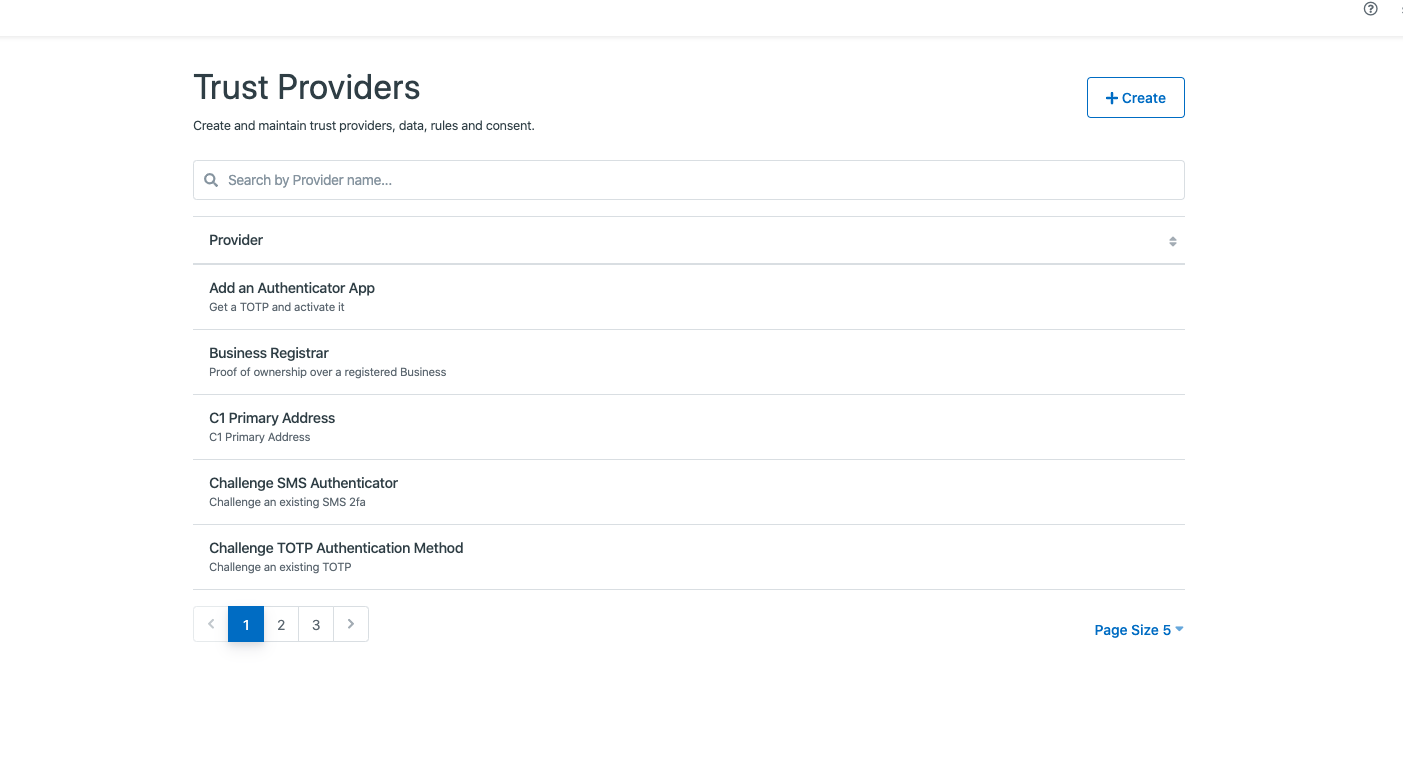 Trust Providers
Create
Create and maintain trust providers, data, rules and consent.
Search by Provider name...
Provider
Add an Authenticator App
Get a TOTP and activate it
Business Registrar
Proof of ownership over a registered Business
C1 Primary Address
C1 Primary Address
Challenge SMS Authenticator
Challenge an existing SMS 2fa
Challenge TOTP Authentication Method
Challenge an existing TOTP
1 2 3
Page Size 5